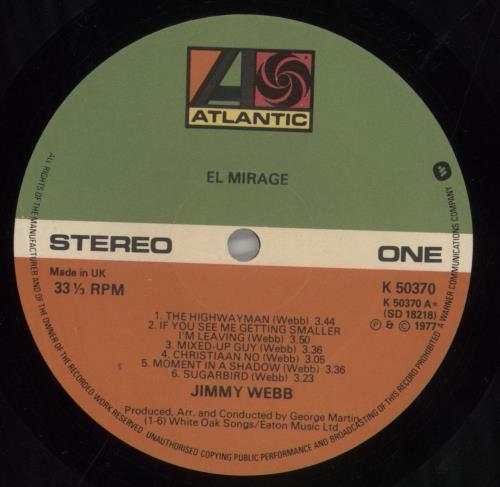 ATLANTIC
EL MIRAGE
STEREO
ONE
Made in UK
33 ⅓ RPM
K 50370
K 50370 A*
(SD 18218)
℗ & © 1977
1. THE HIGHWAYMAN (Webb) 3.44
2. IF YOU SEE ME GETTING SMALLER
I'M LEAVING (Webb) 3.50
3. MIXED-UP GUY (Webb) 3.36
4. CHRISTIAAN NO (Webb) 3.05
5. MOMENT IN A SHADOW (Webb) 3.36
6. SUGARBIRD (Webb) 3.23
JIMMY WEBB
Produced, Arr. and Conducted by George Martin
(1-6) White Oak Songs/Eaton Music Ltd
ALL RIGHTS OF THE MANUFACTURER AND OF THE OWNER OF THE RECORDED WORK RESERVED UNAUTHORISED COPYING PUBLIC PERFORMANCE AND BROADCASTING OF THIS RECORD PROHIBITED A WARNER COMMUNICATIONS COMPANY